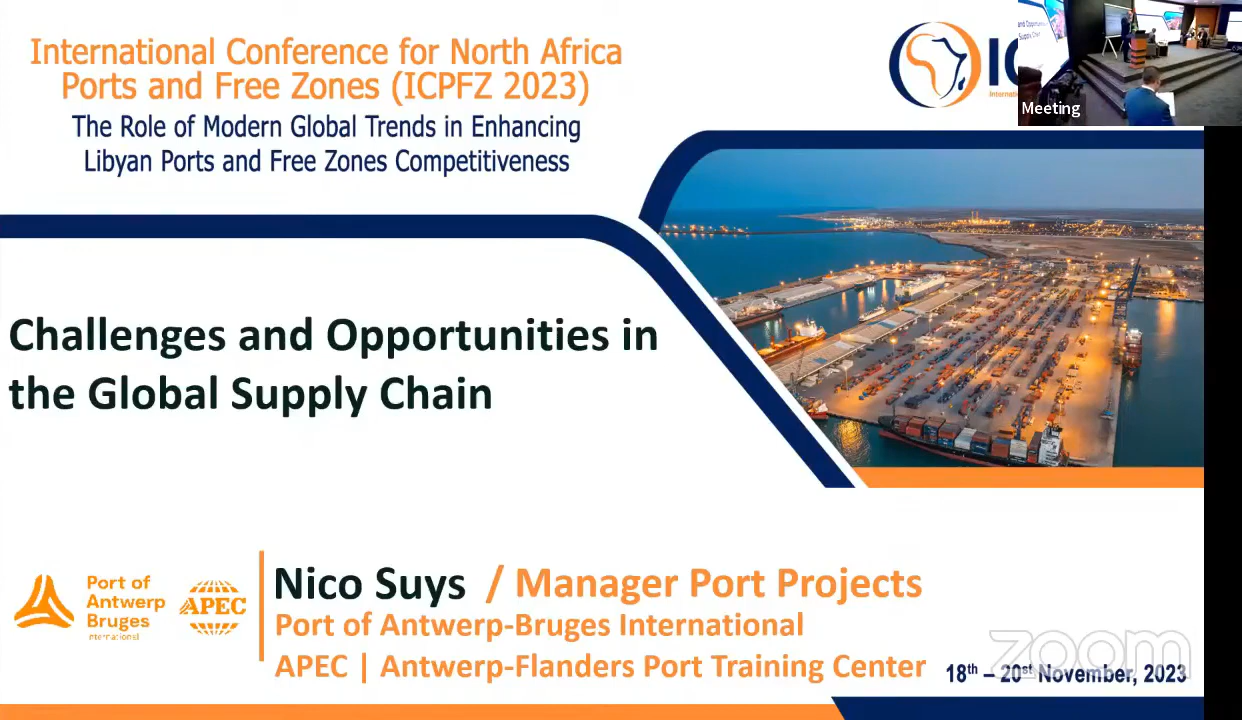 International Conference for North Africa
Ports and Free Zones (ICPFZ 2023)
The Role of Modern Global Trends in Enhancing
Libyan Ports and Free Zones Competitiveness
Meeting
Challenges and Opportunities in
the Global Supply Chain
Port of
Antwerp
Bruges
International
APEC
Nico Suys / Manager Port Projects
Port of Antwerp-Bruges International
APEC | Antwerp-Flanders Port Training Center
zoom
18th – 20st November, 2023